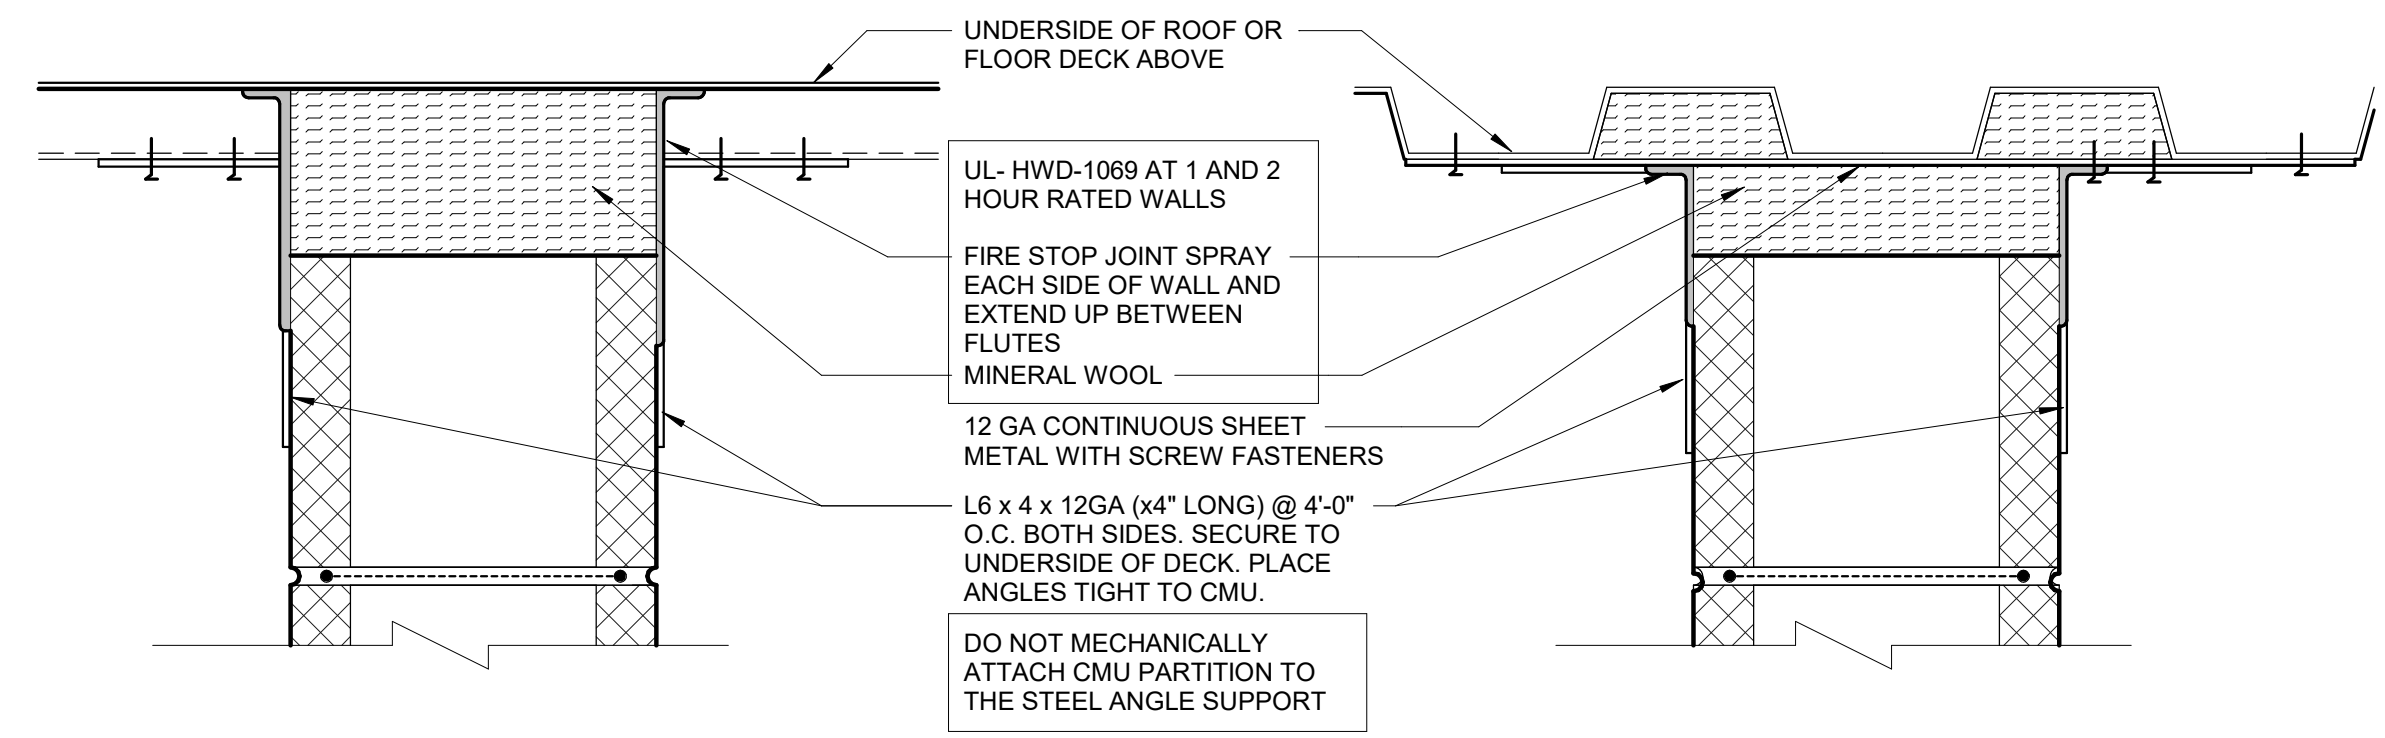 UNDERSIDE OF ROOF OR
FLOOR DECK ABOVE
UL- HWD-1069 AT 1 AND 2
HOUR RATED WALLS
FIRE STOP JOINT SPRAY
EACH SIDE OF WALL AND
EXTEND UP BETWEEN
FLUTES
MINERAL WOOL
12 GA CONTINUOUS SHEET
METAL WITH SCREW FASTENERS
L6 x 4 x 12GA (x4" LONG) @ 4'-0"
O.C. BOTH SIDES. SECURE TO
UNDERSIDE OF DECK. PLACE
ANGLES TIGHT TO CMU.
DO NOT MECHANICALLY
ATTACH CMU PARTITION TO
THE STEEL ANGLE SUPPORT